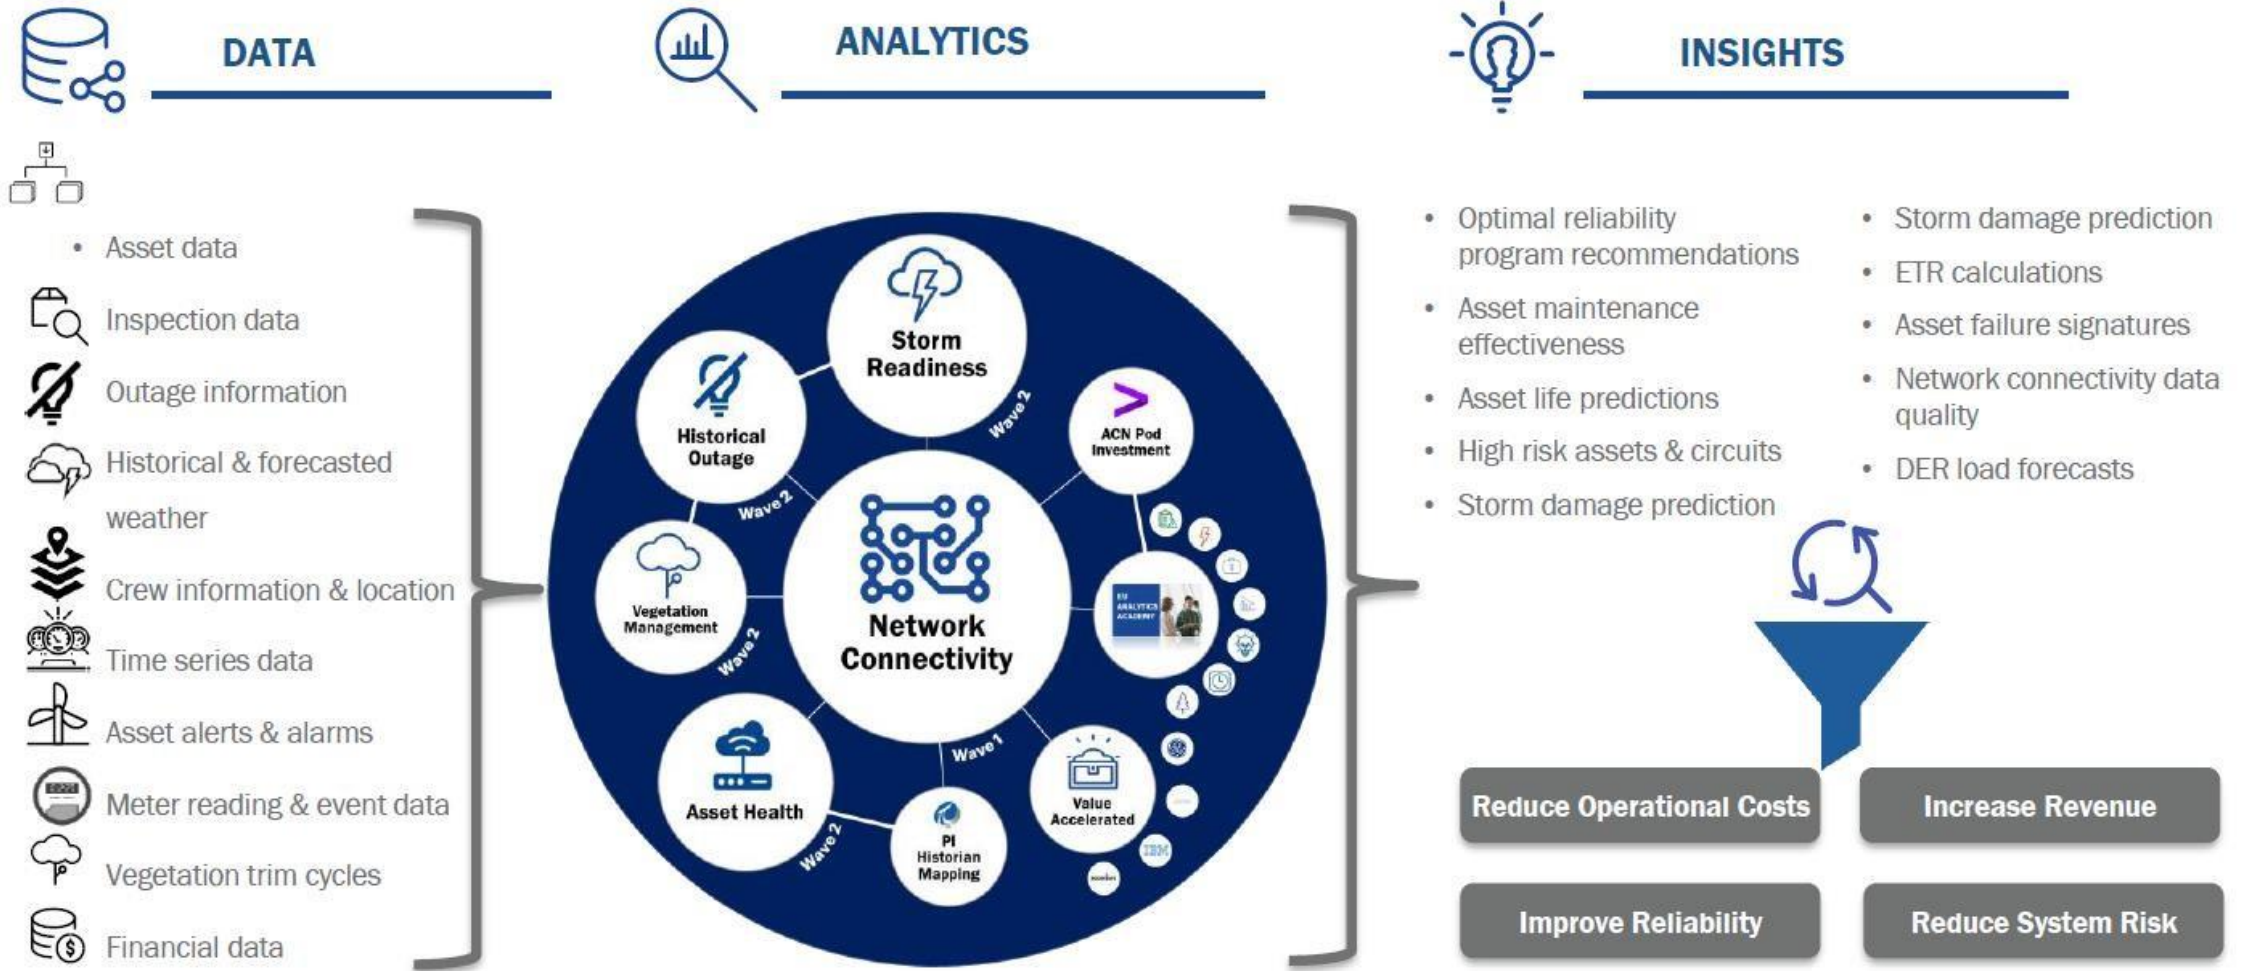 DATA
ANALYTICS
INSIGHTS
• Asset data
Inspection data
Outage information
Historical & forecasted
weather
Crew information & location
Time series data
Asset alerts & alarms
Meter reading & event data
Vegetation trim cycles
Financial data
Storm
Readiness
Wave 2
Historical
Outage
Wave 2
ACN Pod
Investment
Vegetation
Management
Wave 2
Network
Connectivity
Wave 1
EU
ANALYTICS
ACADEMY
Asset Health
Wave 2
PI
Historian
Mapping
Value
Accelerated
IBM
• Optimal reliability
program recommendations
• Asset maintenance
effectiveness
• Asset life predictions
• High risk assets & circuits
• Storm damage prediction
• Storm damage prediction
• ETR calculations
• Asset failure signatures
• Network connectivity data
quality
• DER load forecasts
Reduce Operational Costs
Increase Revenue
Improve Reliability
Reduce System Risk